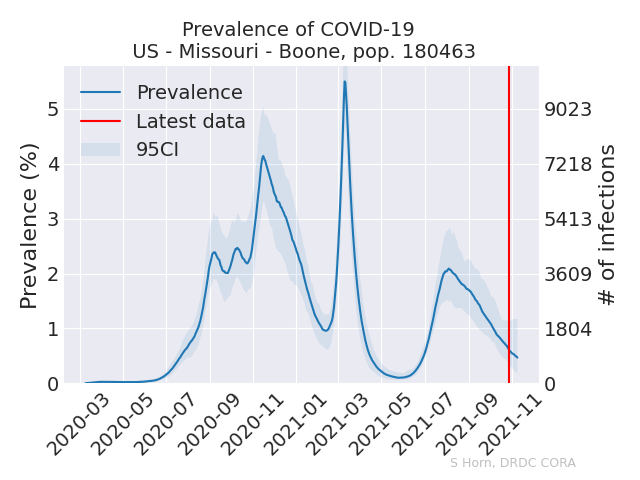 Prevalence of COVID-19
US - Missouri - Boone, pop. 180463
Prevalence
Latest data
95CI
Prevalence (%)
5
4
3
2
1
0
# of infections
9023
7218
5413
3609
1804
0
2020-03
2020-05
2020-07
2020-09
2020-11
2021-01
2021-03
2021-05
2021-07
2021-09
2021-11
S Horn, DRDC CORA